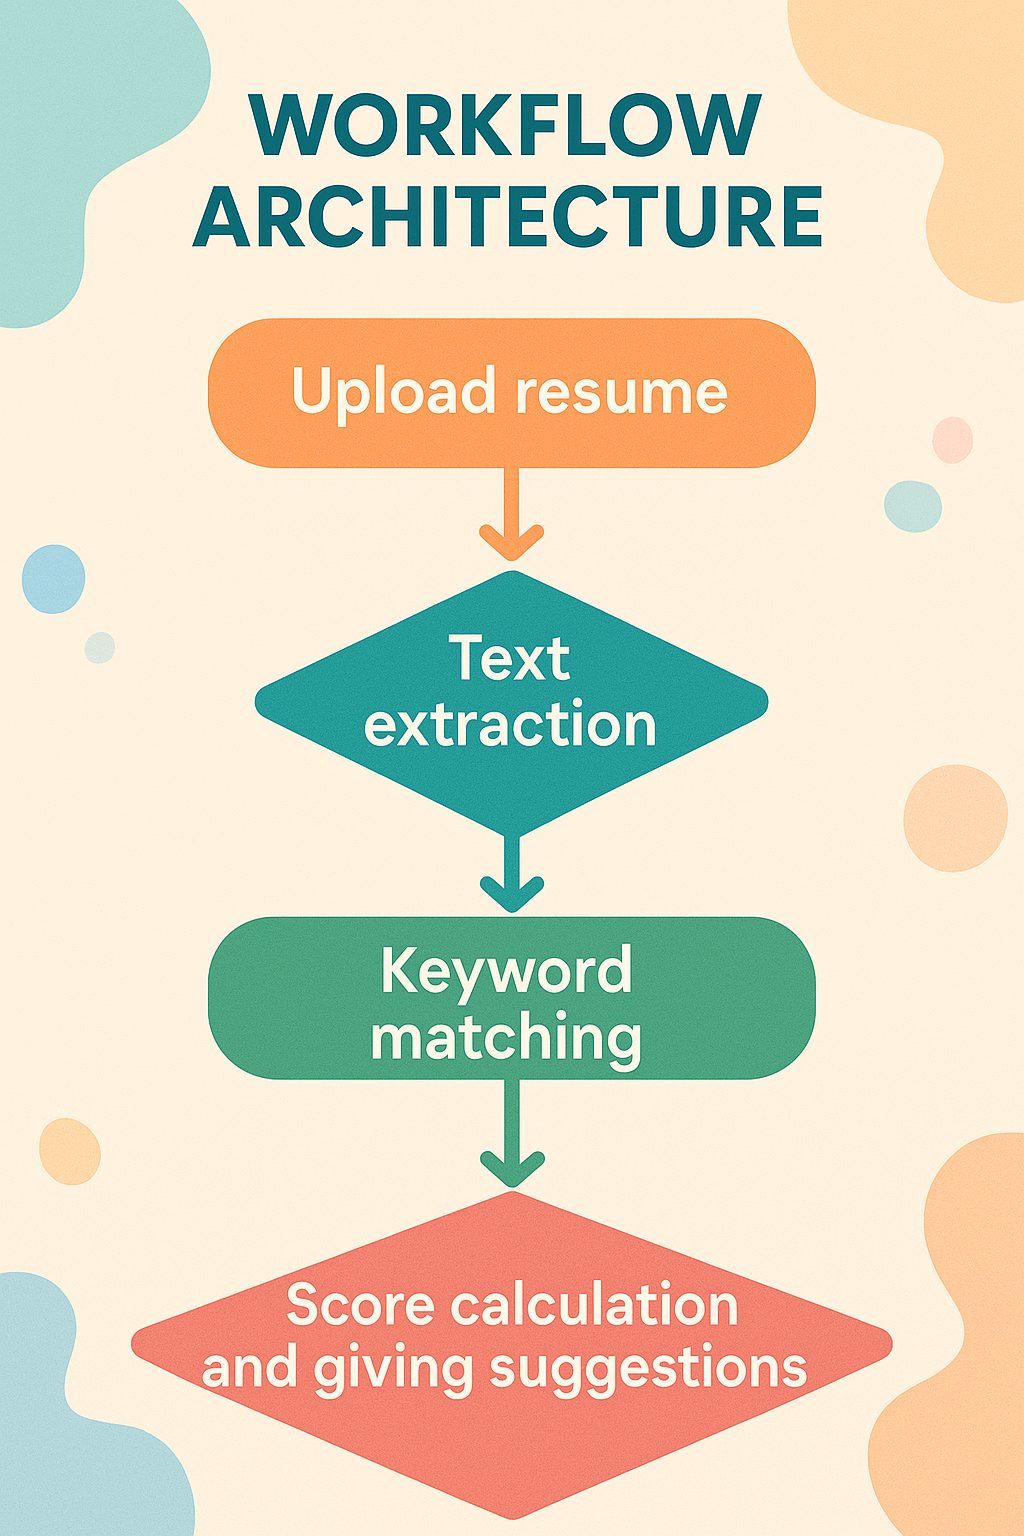 WORKFLOW
ARCHITECTURE
Upload resume
Text
extraction
Keyword
matching
Score calculation
and giving suggestions